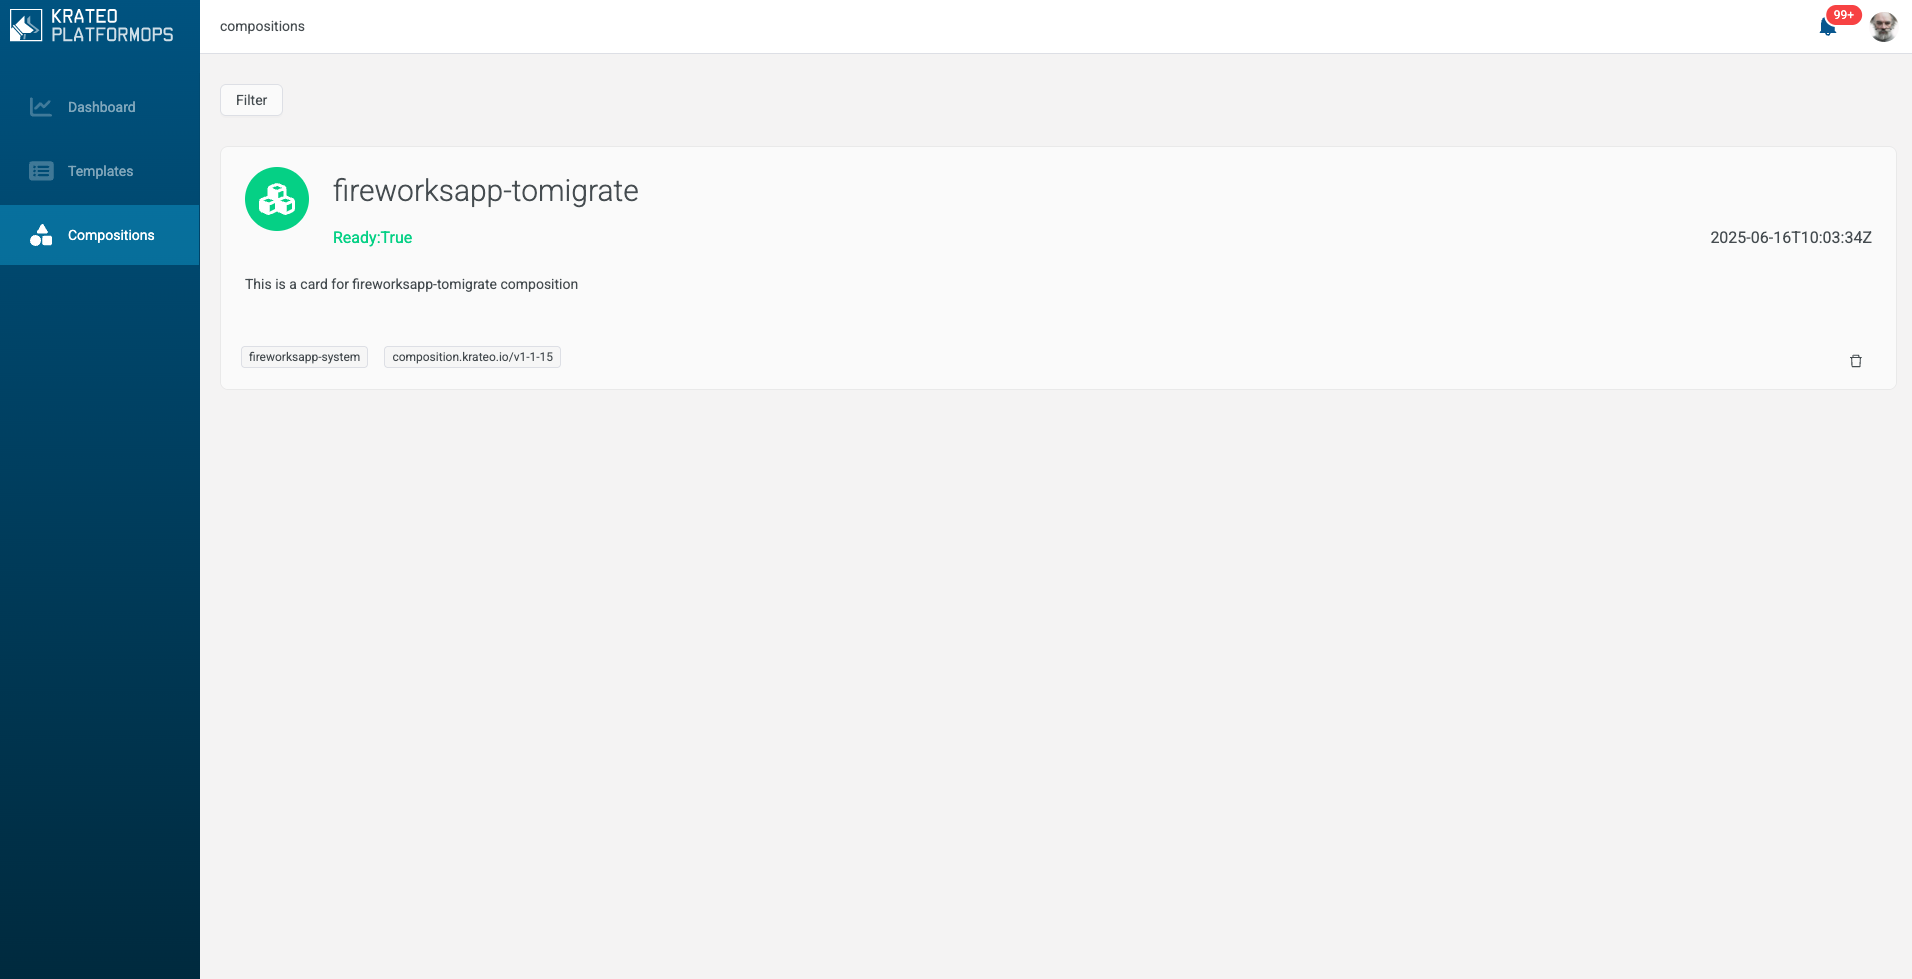 KRATEO
PLATFORMOPS
compositions
99+
Dashboard
Templates
Compositions
Filter
fireworksapp-tomigrate
Ready:True
2025-06-16T10:03:34Z
This is a card for fireworksapp-tomigrate composition
fireworksapp-system
composition.krateo.io/v1-1-15